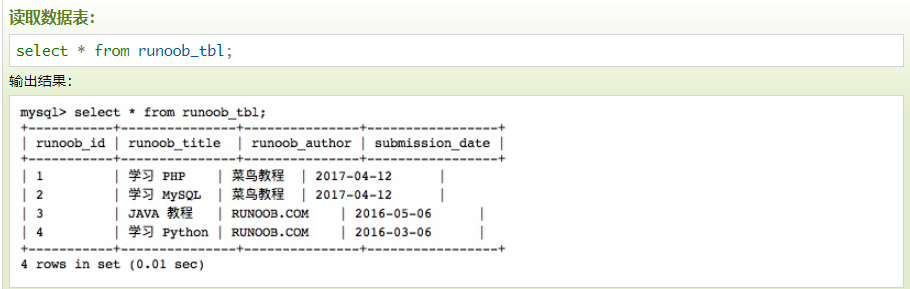 读取数据表：
select * from runoob_tbl;
输出结果：
mysql> select * from runoob_tbl;
+-----------+---------------+---------------+-----------------+
| runoob_id | runoob_title  | runoob_author | submission_date |
+-----------+---------------+---------------+-----------------+
| 1         | 学习 PHP    | 菜鸟教程  | 2017-04-12      |
| 2         | 学习 MySQL  | 菜鸟教程  | 2017-04-12      |
| 3         | JAVA 教程   | RUNOOB.COM    | 2016-05-06      |
| 4         | 学习 Python | RUNOOB.COM    | 2016-03-06      |
+-----------+---------------+---------------+-----------------+
4 rows in set (0.01 sec)